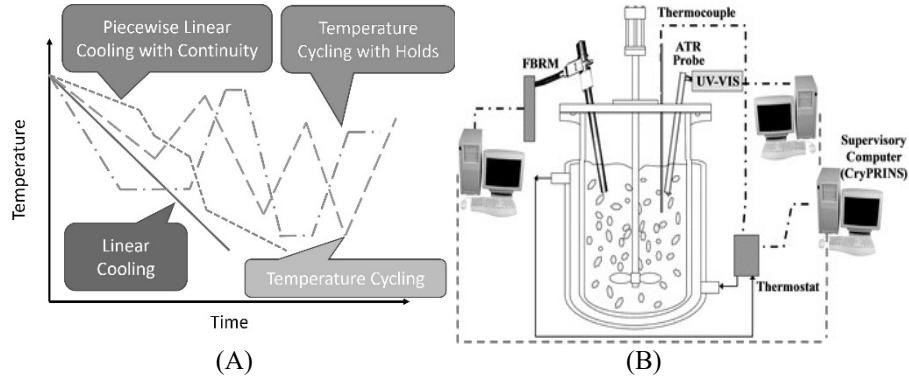 Piecewise Linear
Cooling with Continuity
Temperature
Cycling with Holds
Temperature
Linear
Cooling
Temperature Cycling
Time
(A)
Thermocouple
FBRM
ATR
Probe
UV-VIS
Supervisory
Computer
(CryPRINS)
Thermostat
(B)